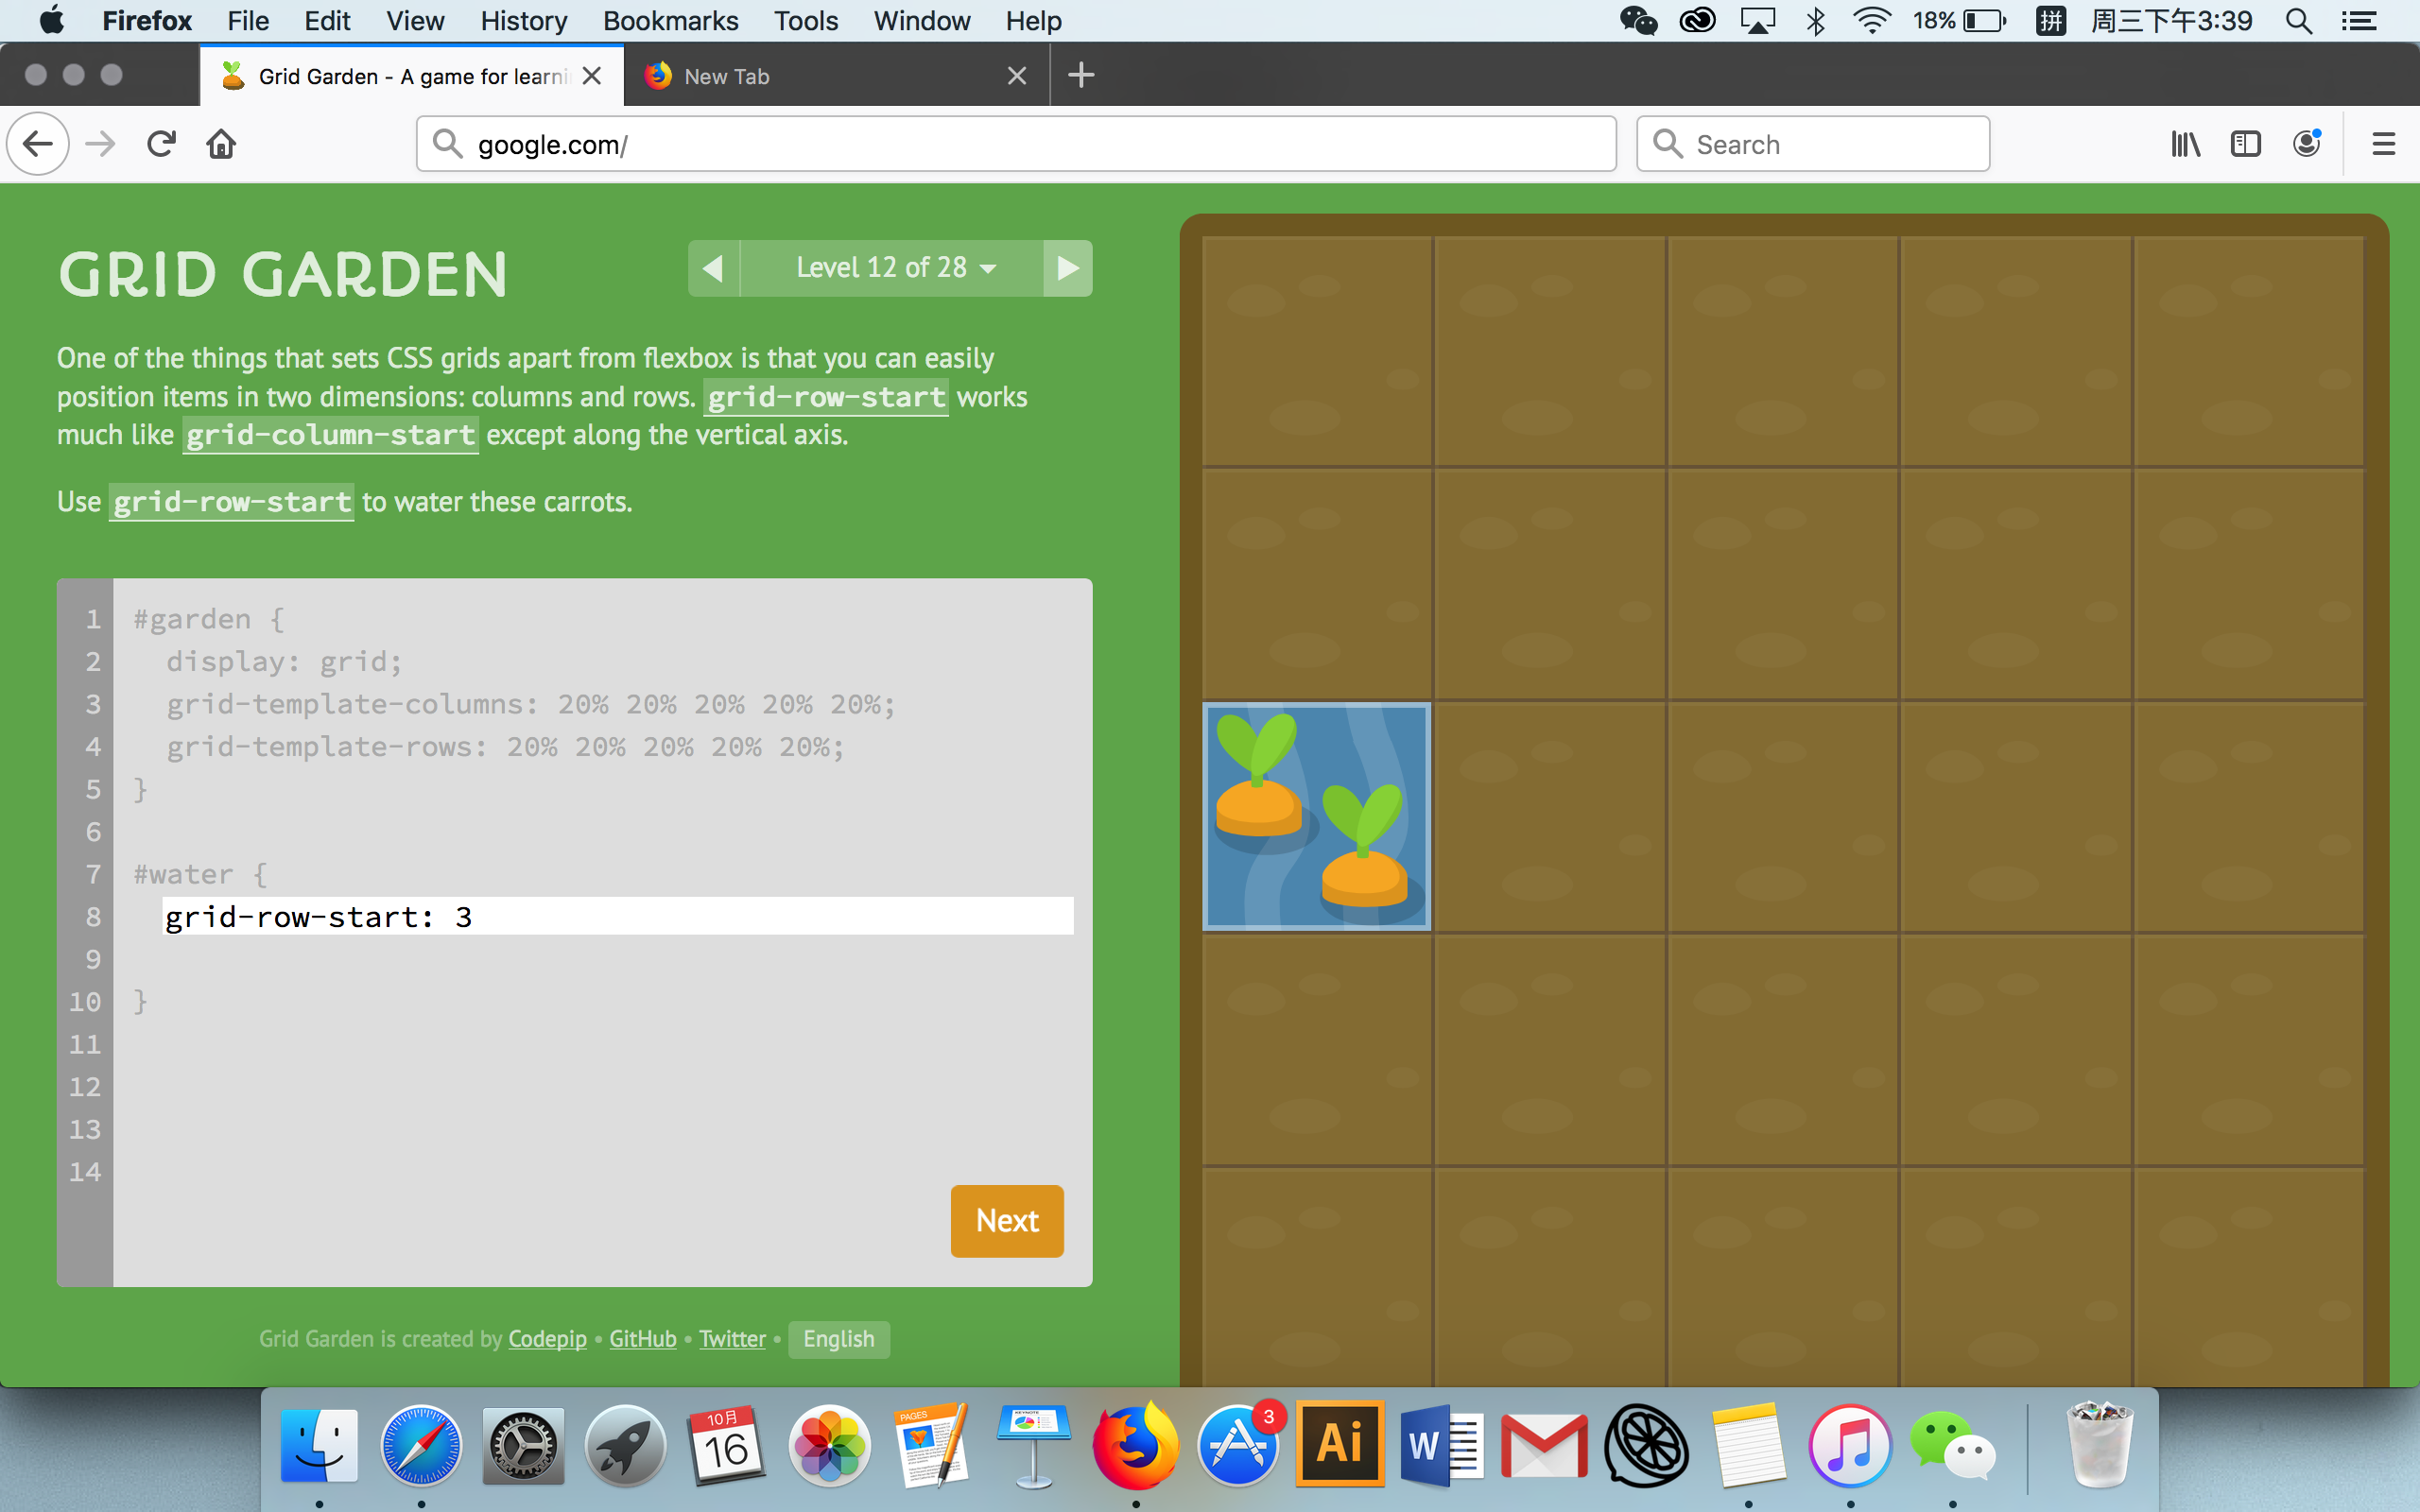 Firefox File Edit View History Bookmarks Tools Window Help 18% 拼 周三下午3:39
Grid Garden - A game for learni New Tab
google.com/ Search
GRID GARDEN
Level 12 of 28
One of the things that sets CSS grids apart from flexbox is that you can easily
position items in two dimensions: columns and rows. grid-row-start works
much like grid-column-start except along the vertical axis.
Use grid-row-start to water these carrots.
1 #garden {
2 display: grid;
3 grid-template-columns: 20% 20% 20% 20% 20%;
4 grid-template-rows: 20% 20% 20% 20% 20%;
5 }
6
7 #water {
8 grid-row-start: 3
9
10 }
11
12
13
14
Next
Grid Garden is created by Codepip • GitHub • Twitter • English
10月
16
PAGES
KEYNOTE
3
Ai
W